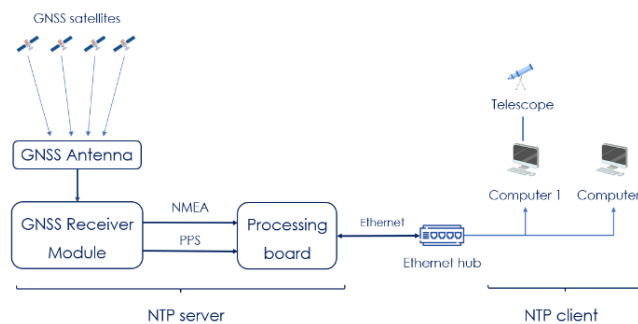 GNSS satellites
Telescope
GNSS Antenna
Computer 1
Computer
GNSS Receiver
Module
NMEA
PPS
Processing
board
Ethernet
Ethernet hub
NTP server
NTP client